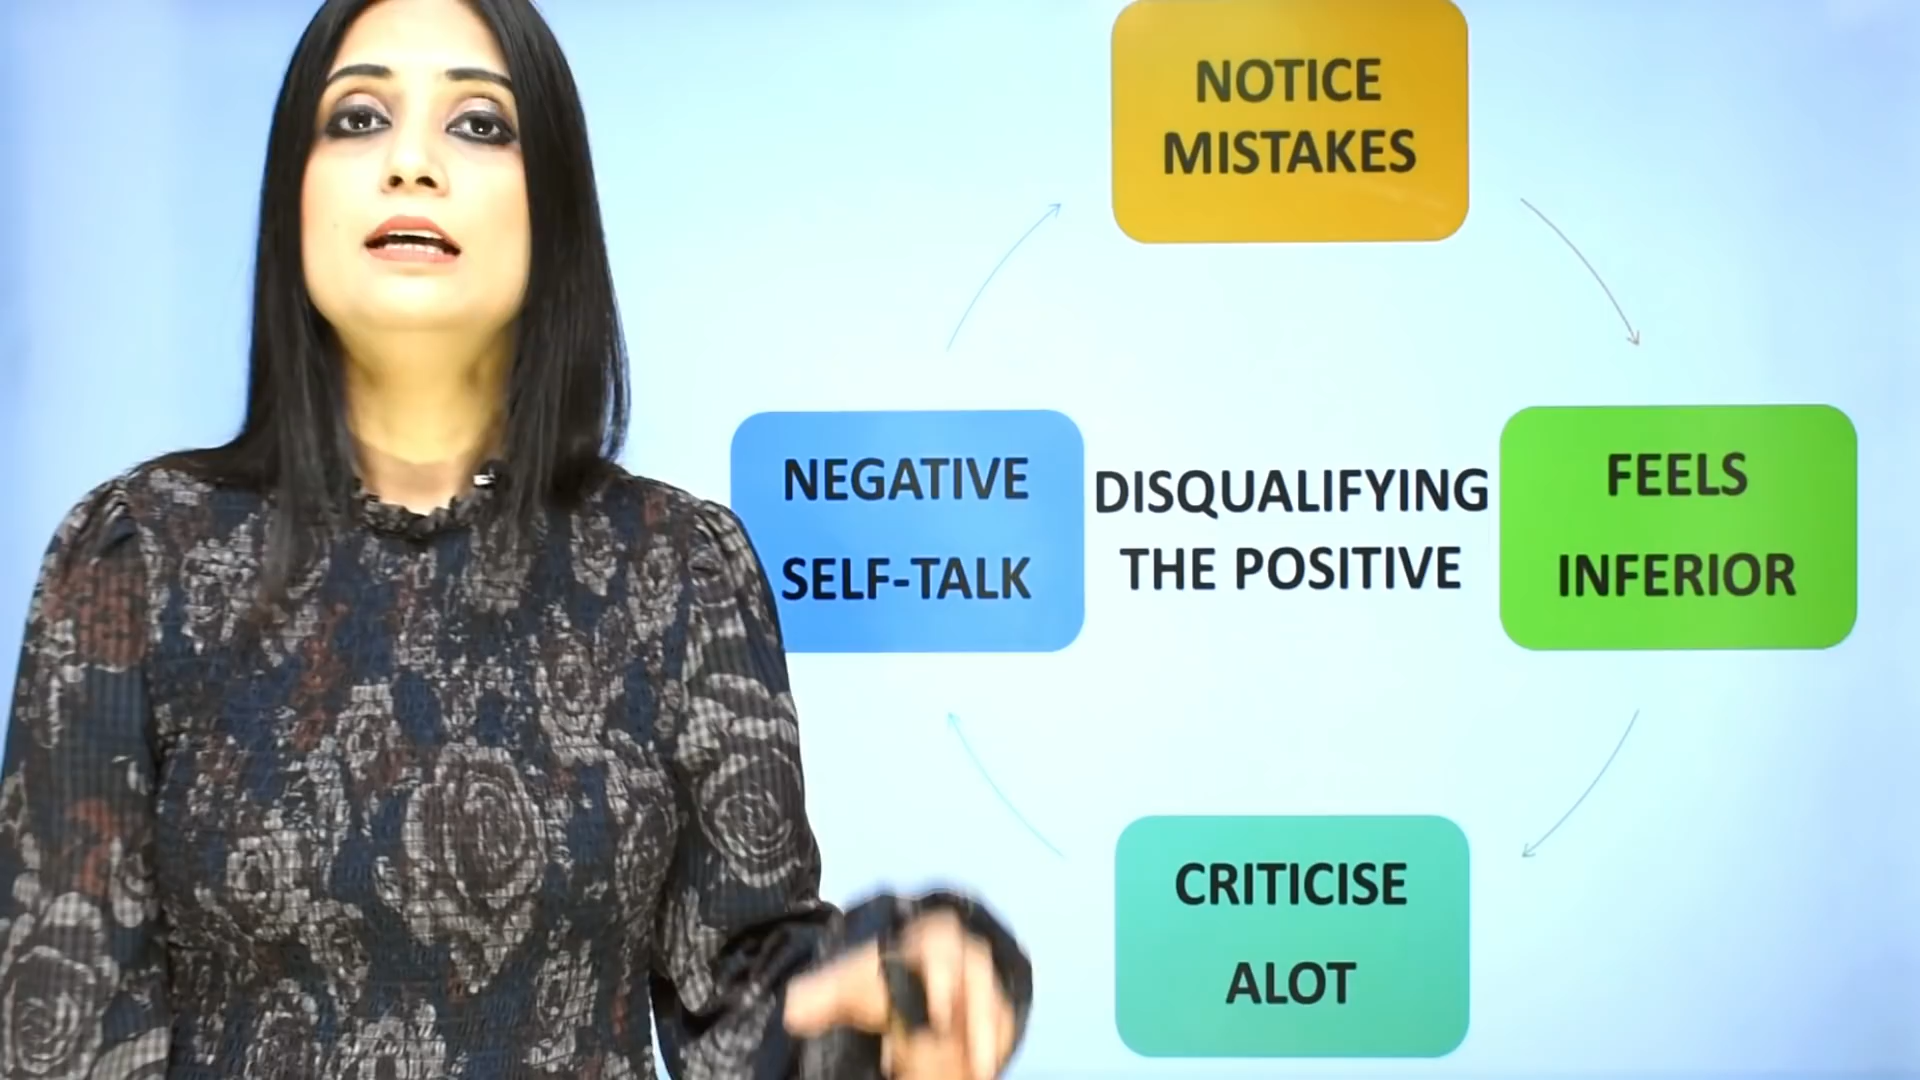 NOTICE
MISTAKES
NEGATIVE
SELF-TALK
DISQUALIFYING
THE POSITIVE
FEELS
INFERIOR
CRITICISE
ALOT